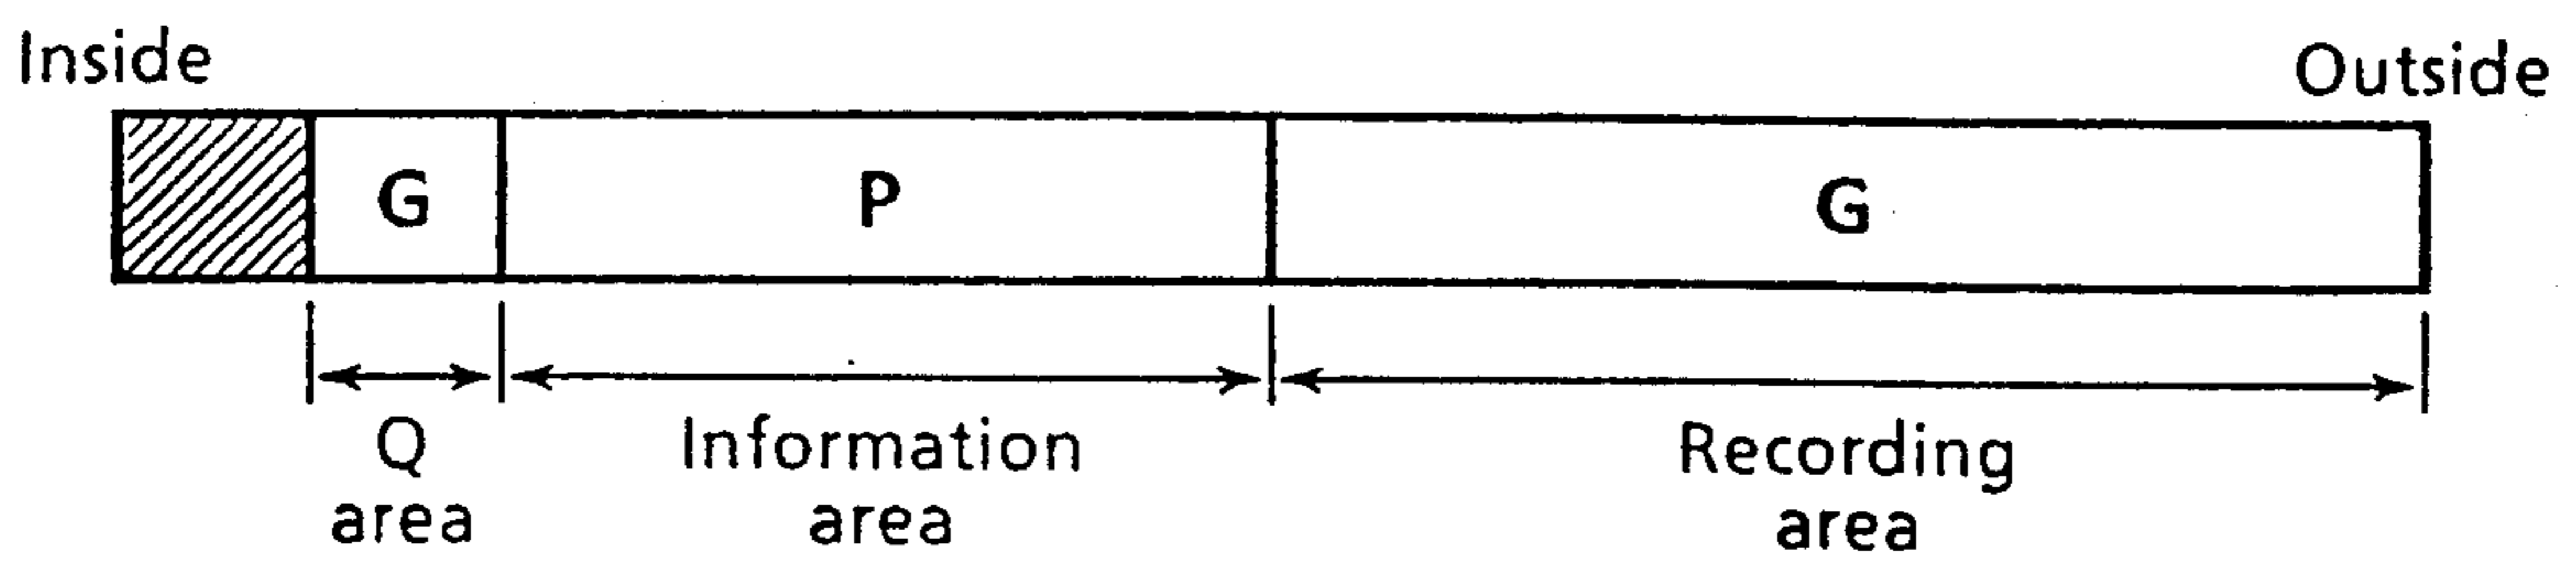 Inside
Outside
G
P
G
Q
area
Information
area
Recording
area